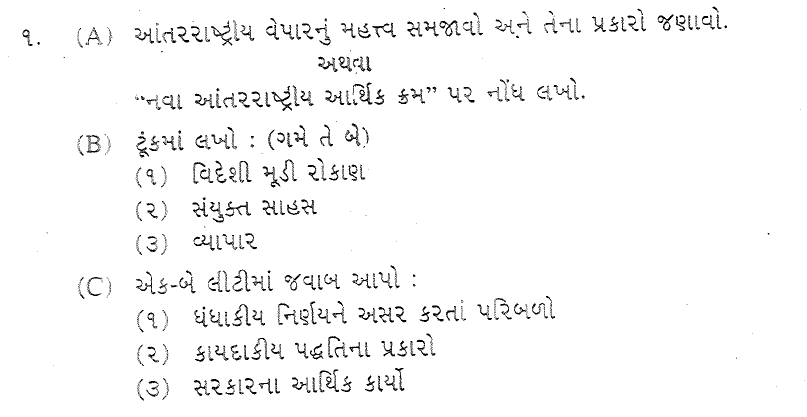 ૧. (A) આંતરરાષ્ટ્રીય વેપારનું મહત્ત્વ સમજાવો અને તેના પ્રકારો જણાવો.
અથવા
“નવા આંતરરાષ્ટ્રીય આર્થિક ક્રમ” પર નોંધ લખો.
(B) ટૂંકમાં લખો : (ગમે તે બે)
(૧) વિદેશી મૂડી રોકાણ
(૨) સંયુક્ત સાહસ
(૩) વ્યાપાર
(C) એક-બે લીટીમાં જવાબ આપો :
(૧) ધંધાકીય નિર્ણયને અસર કરતાં પરિબળો
(૨) કાયદાકીય પદ્ધતિના પ્રકારો
(૩) સરકારના આર્થિક કાર્યો